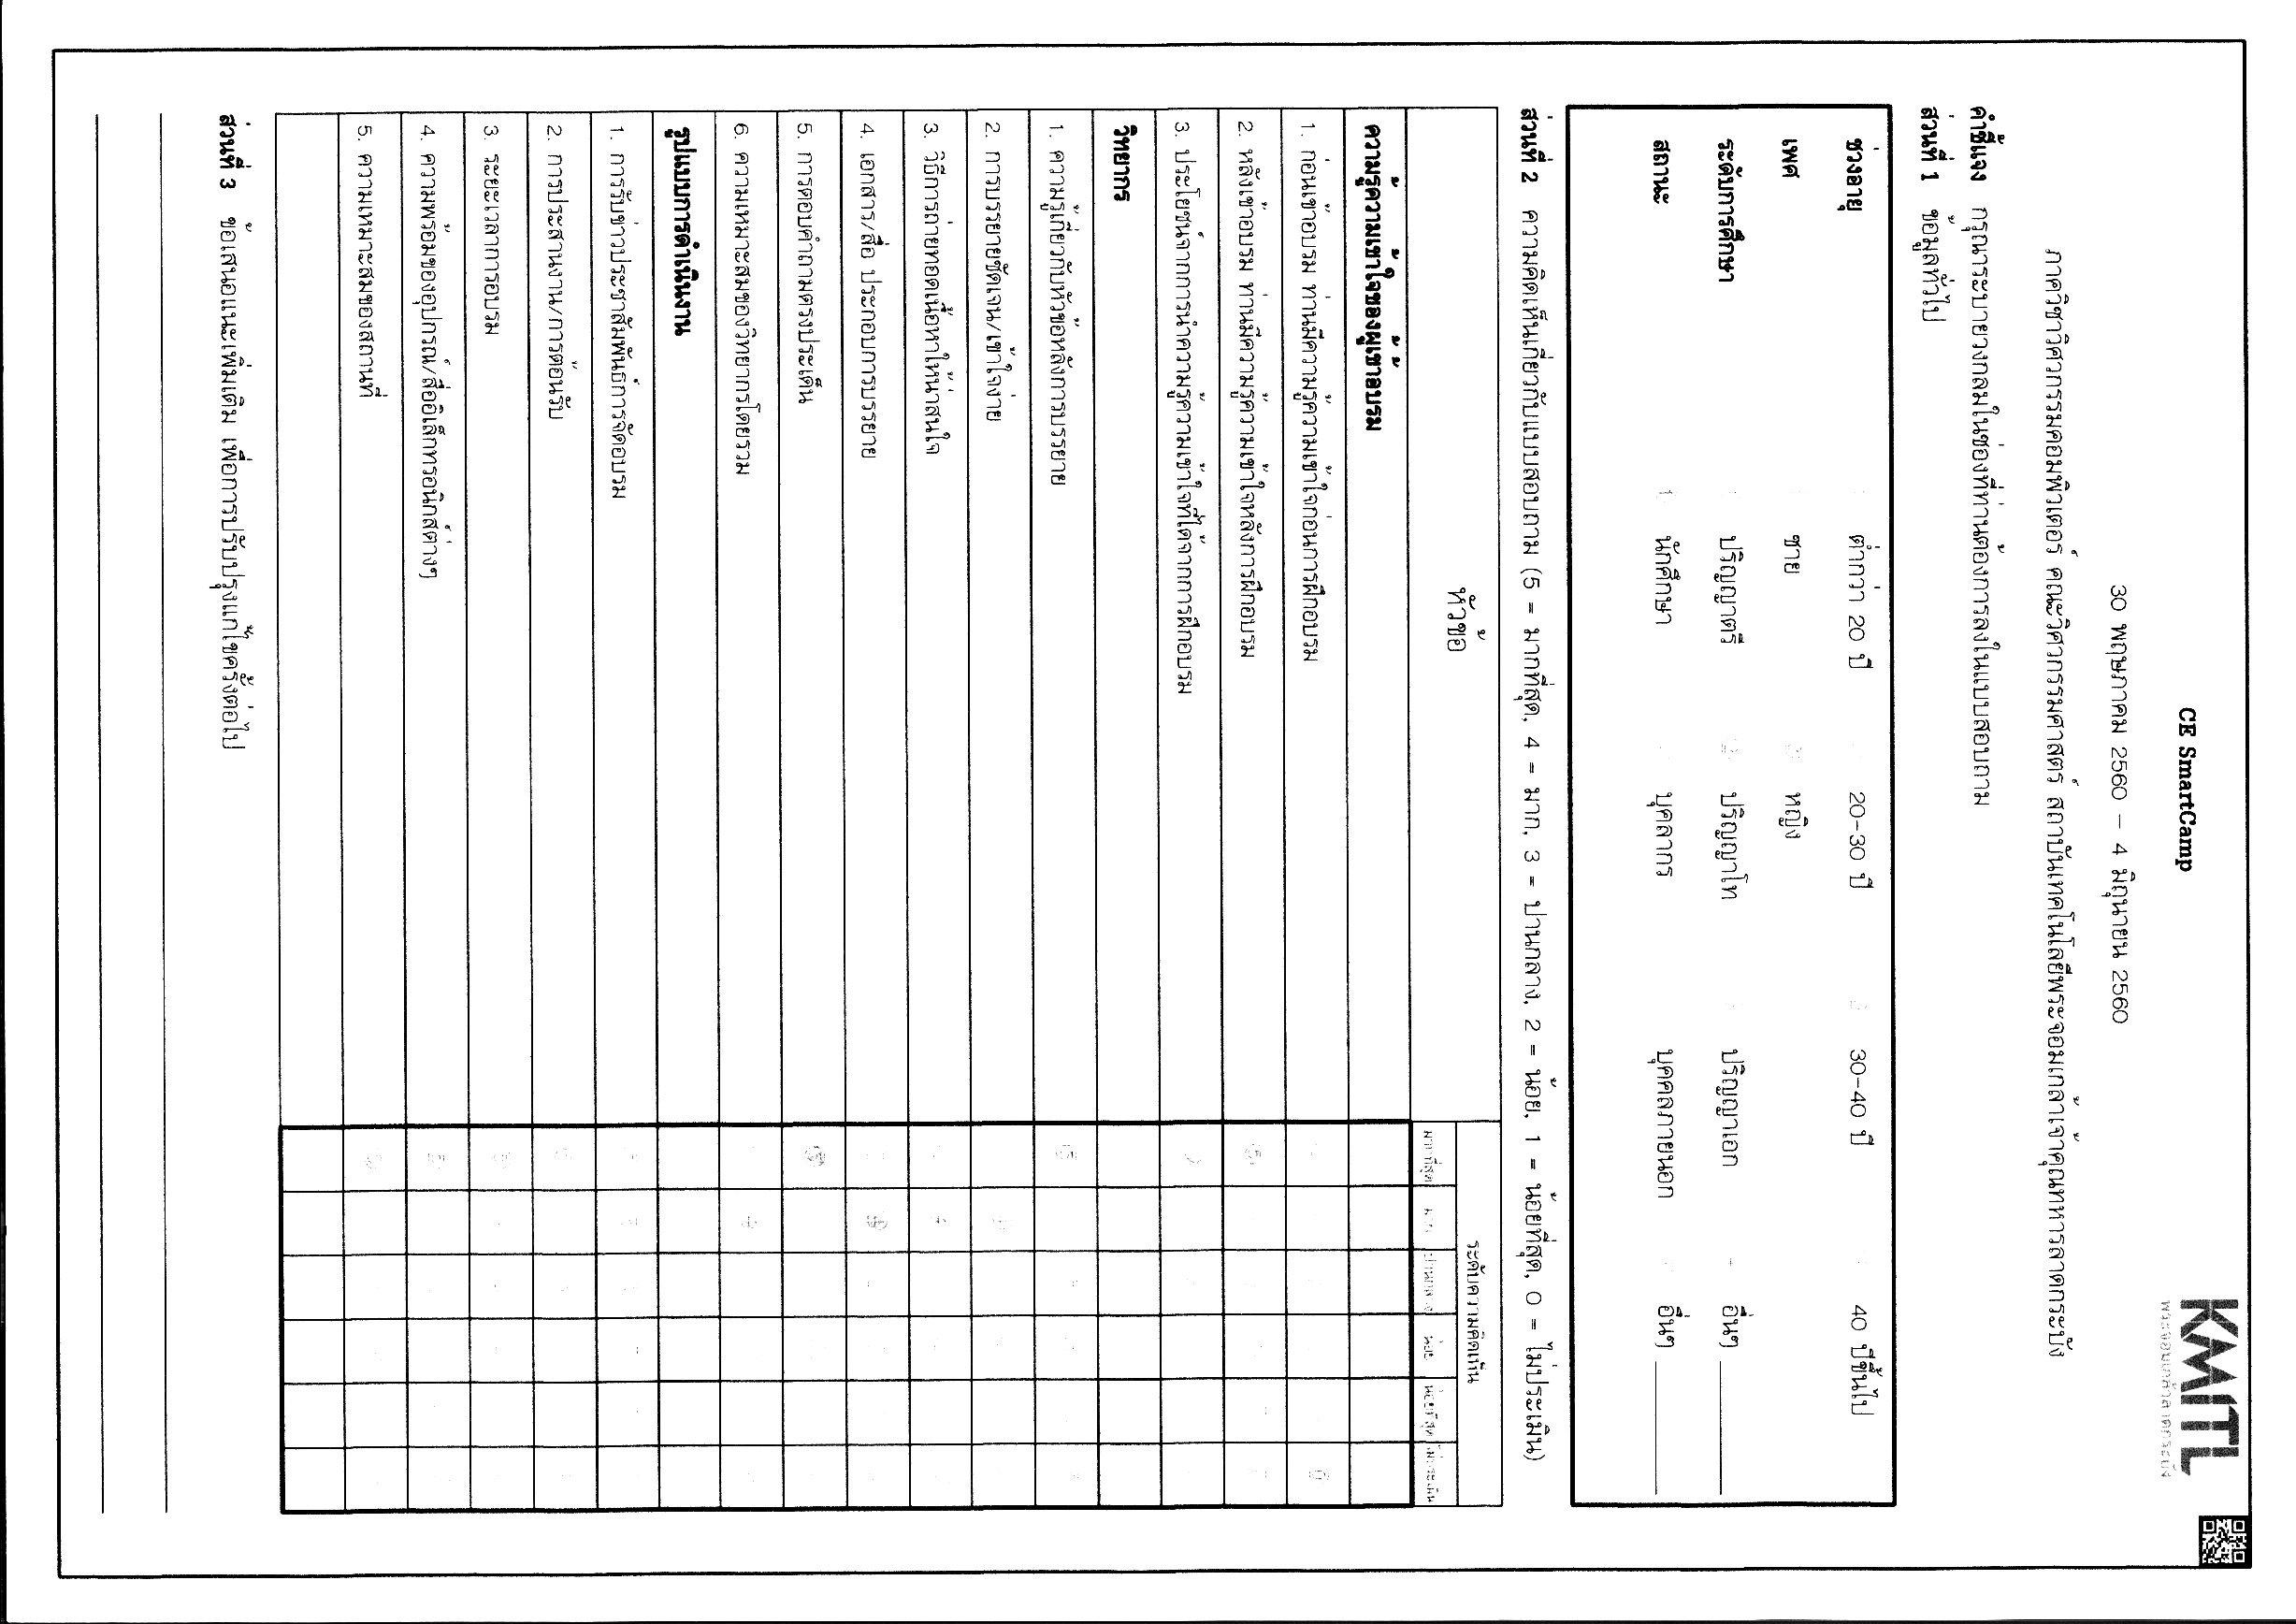 KMITL
พระจอมเกล้าลาดกระบัง
CE SmartCamp
30 พฤษภาคม 2560 – 4 มิถุนายน 2560
ภาควิชาวิศวกรรมคอมพิวเตอร์ คณะวิศวกรรมศาสตร์ สถาบันเทคโนโลยีพระจอมเกล้าเจ้าคุณทหารลาดกระบัง
คำชี้แจง กรุณาระบายวงกลมในช่องที่ท่านต้องการลงในแบบสอบถาม
ส่วนที่ 1 ข้อมูลทั่วไป
ช่วงอายุ ต่ำกว่า 20 ปี 20-30 ปี 30-40 ปี 40 ปีขึ้นไป
เพศ ชาย หญิง
ระดับการศึกษา ปริญญาตรี ปริญญาโท ปริญญาเอก อื่นๆ
สถานะ นักศึกษา บุคลากร บุคคลภายนอก อื่นๆ
ส่วนที่ 2 ความคิดเห็นเกี่ยวกับแบบสอบถาม (5 = มากที่สุด, 4 = มาก, 3 = ปานกลาง, 2 = น้อย, 1 = น้อยที่สุด, 0 = ไม่ประเมิน)
หัวข้อ ระดับความคิดเห็น
มากที่สุด มาก ปานกลาง น้อย น้อยที่สุด ไม่ประเมิน
ความรู้ความเข้าใจของผู้เข้าอบรม
1. ก่อนเข้าอบรม ท่านมีความรู้ความเข้าใจก่อนการฝึกอบรม
2. หลังเข้าอบรม ท่านมีความรู้ความเข้าใจหลังการฝึกอบรม
3. ประโยชน์จากการนำความรู้ความเข้าใจที่ได้จากการฝึกอบรม
วิทยากร
1. ความรู้เกี่ยวกับหัวข้อหลังการบรรยาย
2. การบรรยายชัดเจน/เข้าใจง่าย
3. วิธีการถ่ายทอดเนื้อหาให้น่าสนใจ
4. เอกสาร/สื่อ ประกอบการบรรยาย
5. การตอบคำถามตรงประเด็น
6. ความเหมาะสมของวิทยากรโดยรวม
รูปแบบการดำเนินงาน
1. การรับข่าวประชาสัมพันธ์การจัดอบรม
2. การประสานงาน/การต้อนรับ
3. ระยะเวลาการอบรม
4. ความพร้อมของอุปกรณ์/สื่ออิเล็กทรอนิกส์ต่างๆ
5. ความเหมาะสมของสถานที่
ส่วนที่ 3 ข้อเสนอแนะเพิ่มเติม เพื่อการปรับปรุงแก้ไขครั้งต่อไป